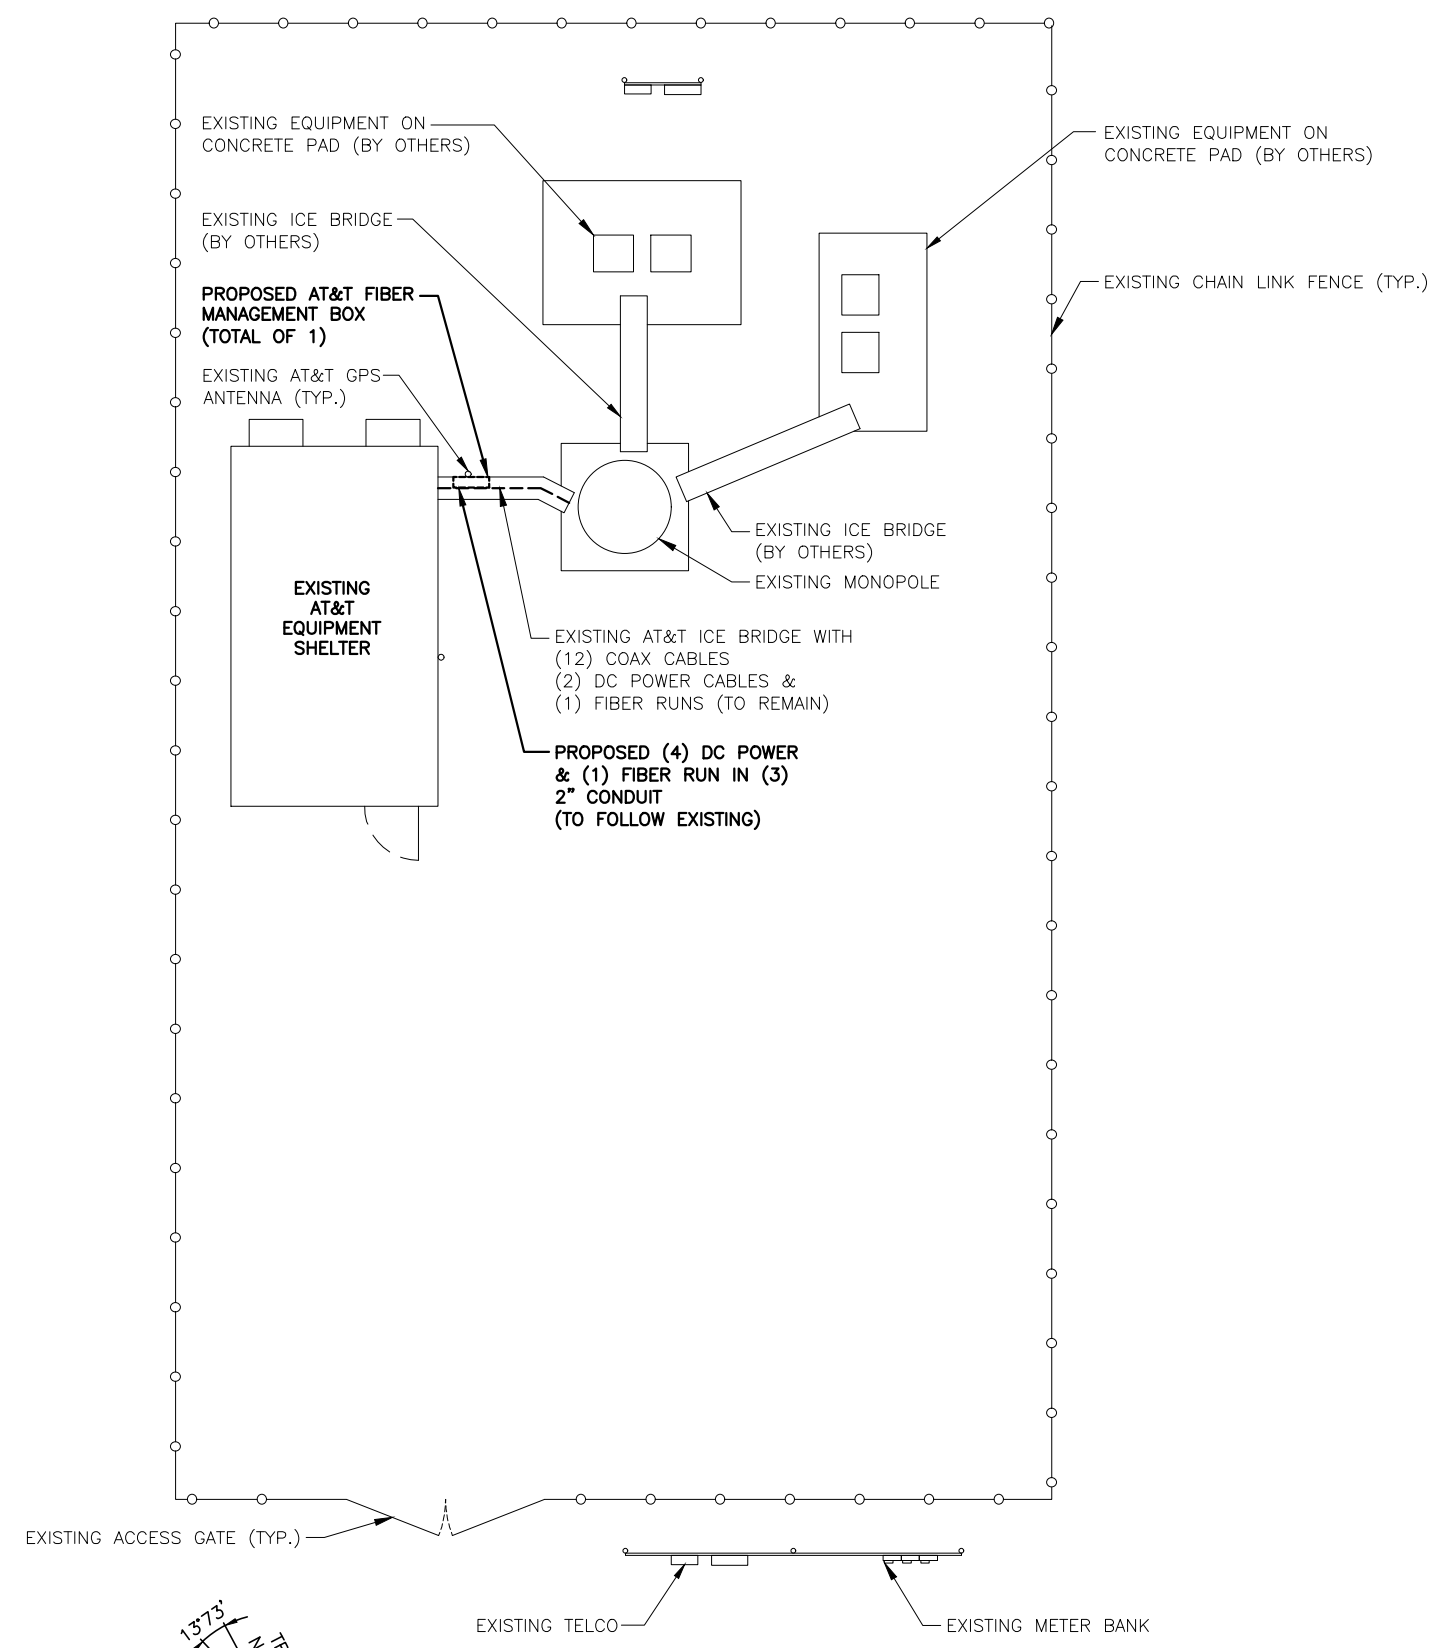 EXISTING EQUIPMENT ON
CONCRETE PAD (BY OTHERS)
EXISTING EQUIPMENT ON
CONCRETE PAD (BY OTHERS)
EXISTING ICE BRIDGE
(BY OTHERS)
EXISTING CHAIN LINK FENCE (TYP.)
PROPOSED AT&T FIBER
MANAGEMENT BOX
(TOTAL OF 1)
EXISTING AT&T GPS
ANTENNA (TYP.)
EXISTING ICE BRIDGE
(BY OTHERS)
EXISTING MONOPOLE
EXISTING
AT&T
EQUIPMENT
SHELTER
EXISTING AT&T ICE BRIDGE WITH
(12) COAX CABLES
(2) DC POWER CABLES &
(1) FIBER RUNS (TO REMAIN)
PROPOSED (4) DC POWER
& (1) FIBER RUN IN (3)
2" CONDUIT
(TO FOLLOW EXISTING)
EXISTING ACCESS GATE (TYP.)
EXISTING TELCO
EXISTING METER BANK
13°73'